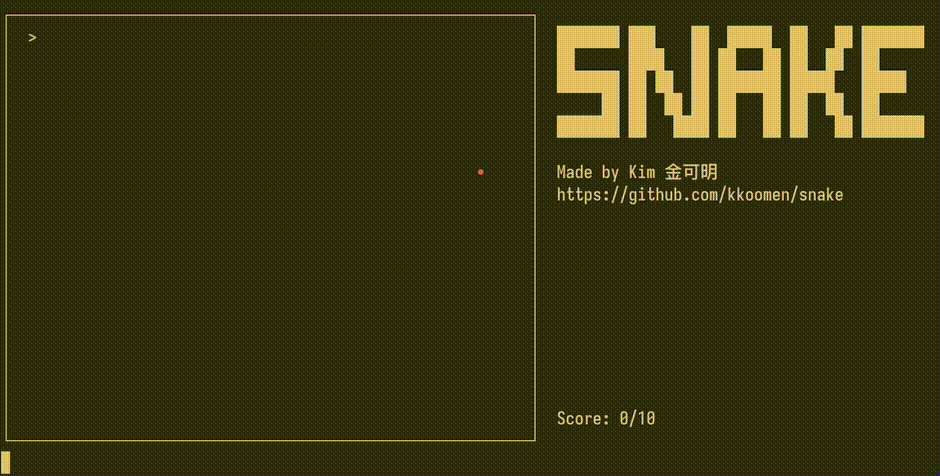 >
SNAKE
Made by Kim 金可明
https://github.com/kkoomen/snake
Score: 0/10